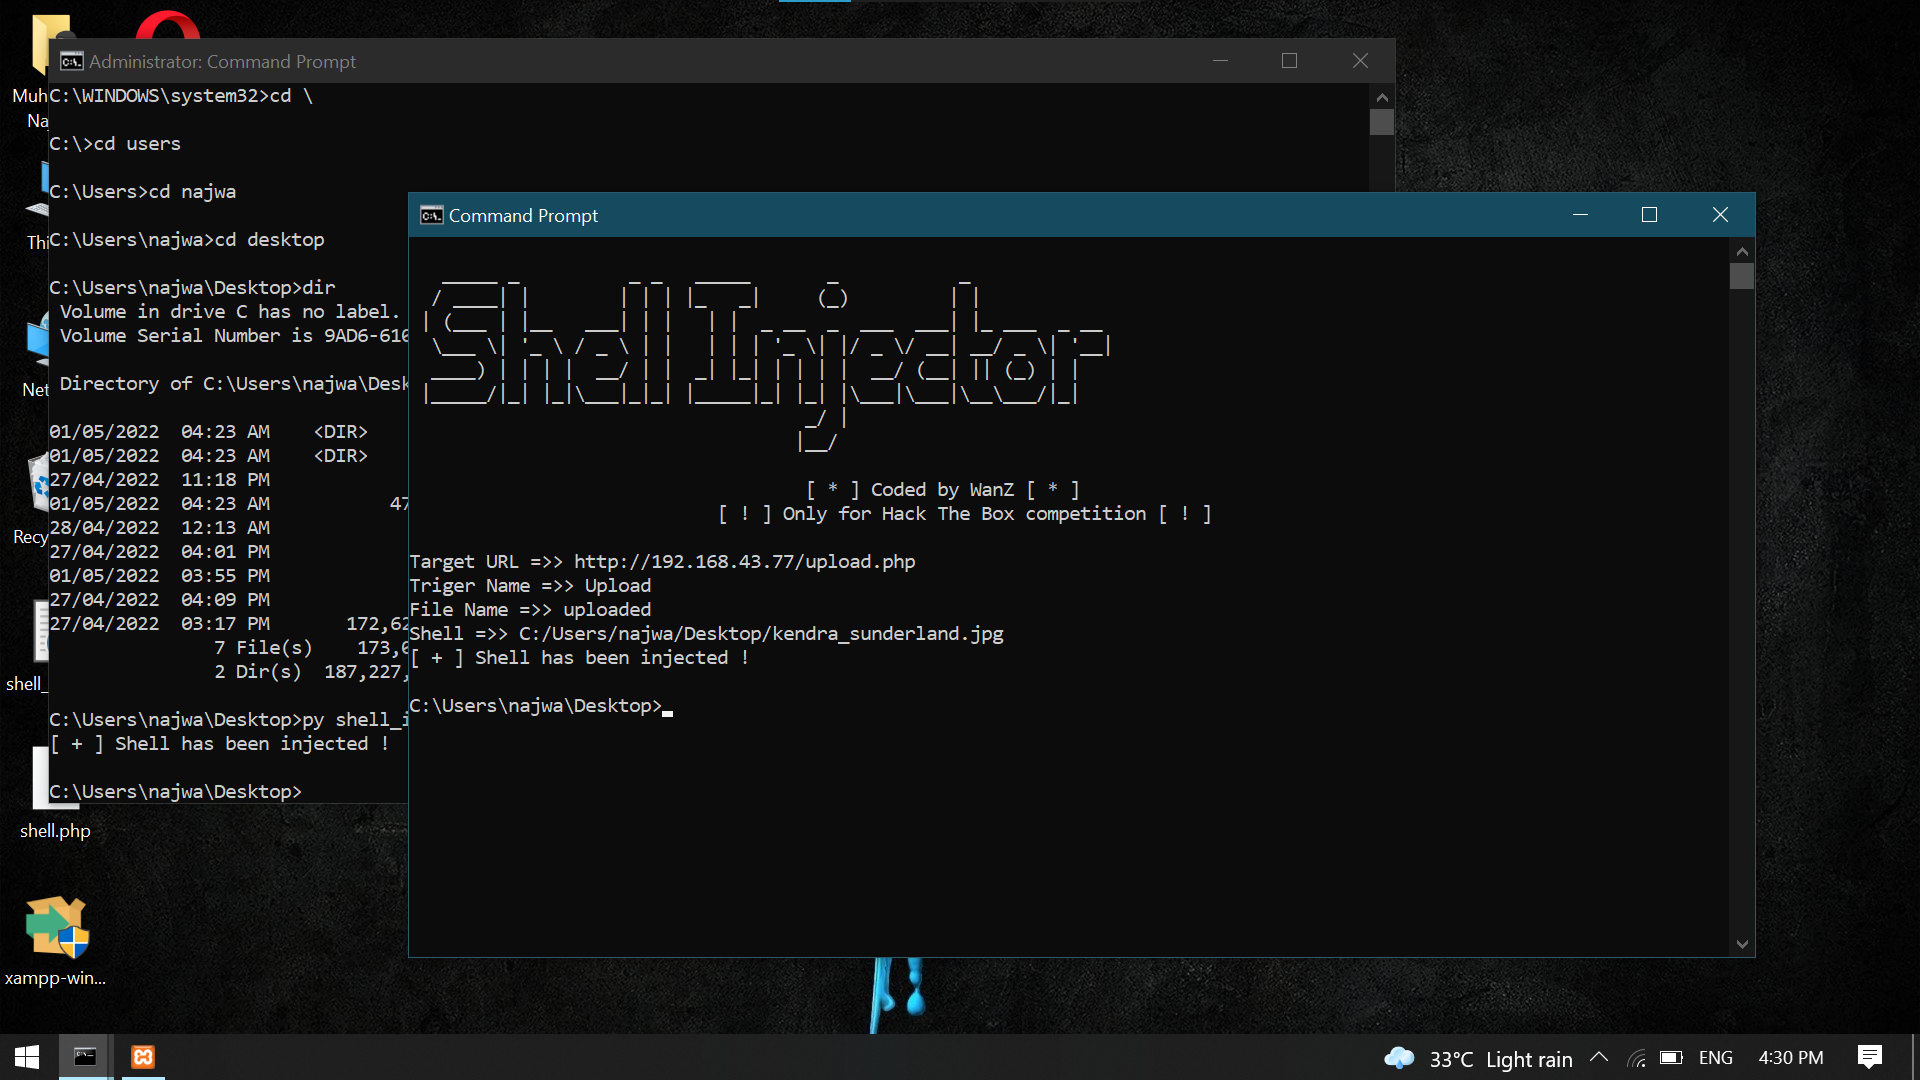 Administrator: Command Prompt
C:\WINDOWS\system32>cd \
C:\>cd users
C:\Users>cd najwa
C:\Users\najwa>cd desktop
C:\Users\najwa\Desktop>dir
Volume in drive C has no label.
Volume Serial Number is 9AD6-610
Directory of C:\Users\najwa\Desk
01/05/2022 04:23 AM <DIR>
01/05/2022 04:23 AM <DIR>
27/04/2022 11:18 PM
01/05/2022 04:23 AM 47
28/04/2022 12:13 AM
27/04/2022 04:01 PM
01/05/2022 03:55 PM
27/04/2022 04:09 PM
27/04/2022 03:17 PM 172,62
7 File(s) 173,0
2 Dir(s) 187,227,
C:\Users\najwa\Desktop>py shell_i
[ + ] Shell has been injected !
C:\Users\najwa\Desktop>
Command Prompt
Shell Injector
[ * ] Coded by WanZ [ * ]
[ ! ] Only for Hack The Box competition [ ! ]
Target URL =>> http://192.168.43.77/upload.php
Triger Name =>> Upload
File Name =>> uploaded
Shell =>> C:/Users/najwa/Desktop/kendra_sunderland.jpg
[ + ] Shell has been injected !
C:\Users\najwa\Desktop>
Muh
Na
Thi
Net
Recy
shell_
shell.php
xampp-win...
33°C Light rain
ENG
4:30 PM